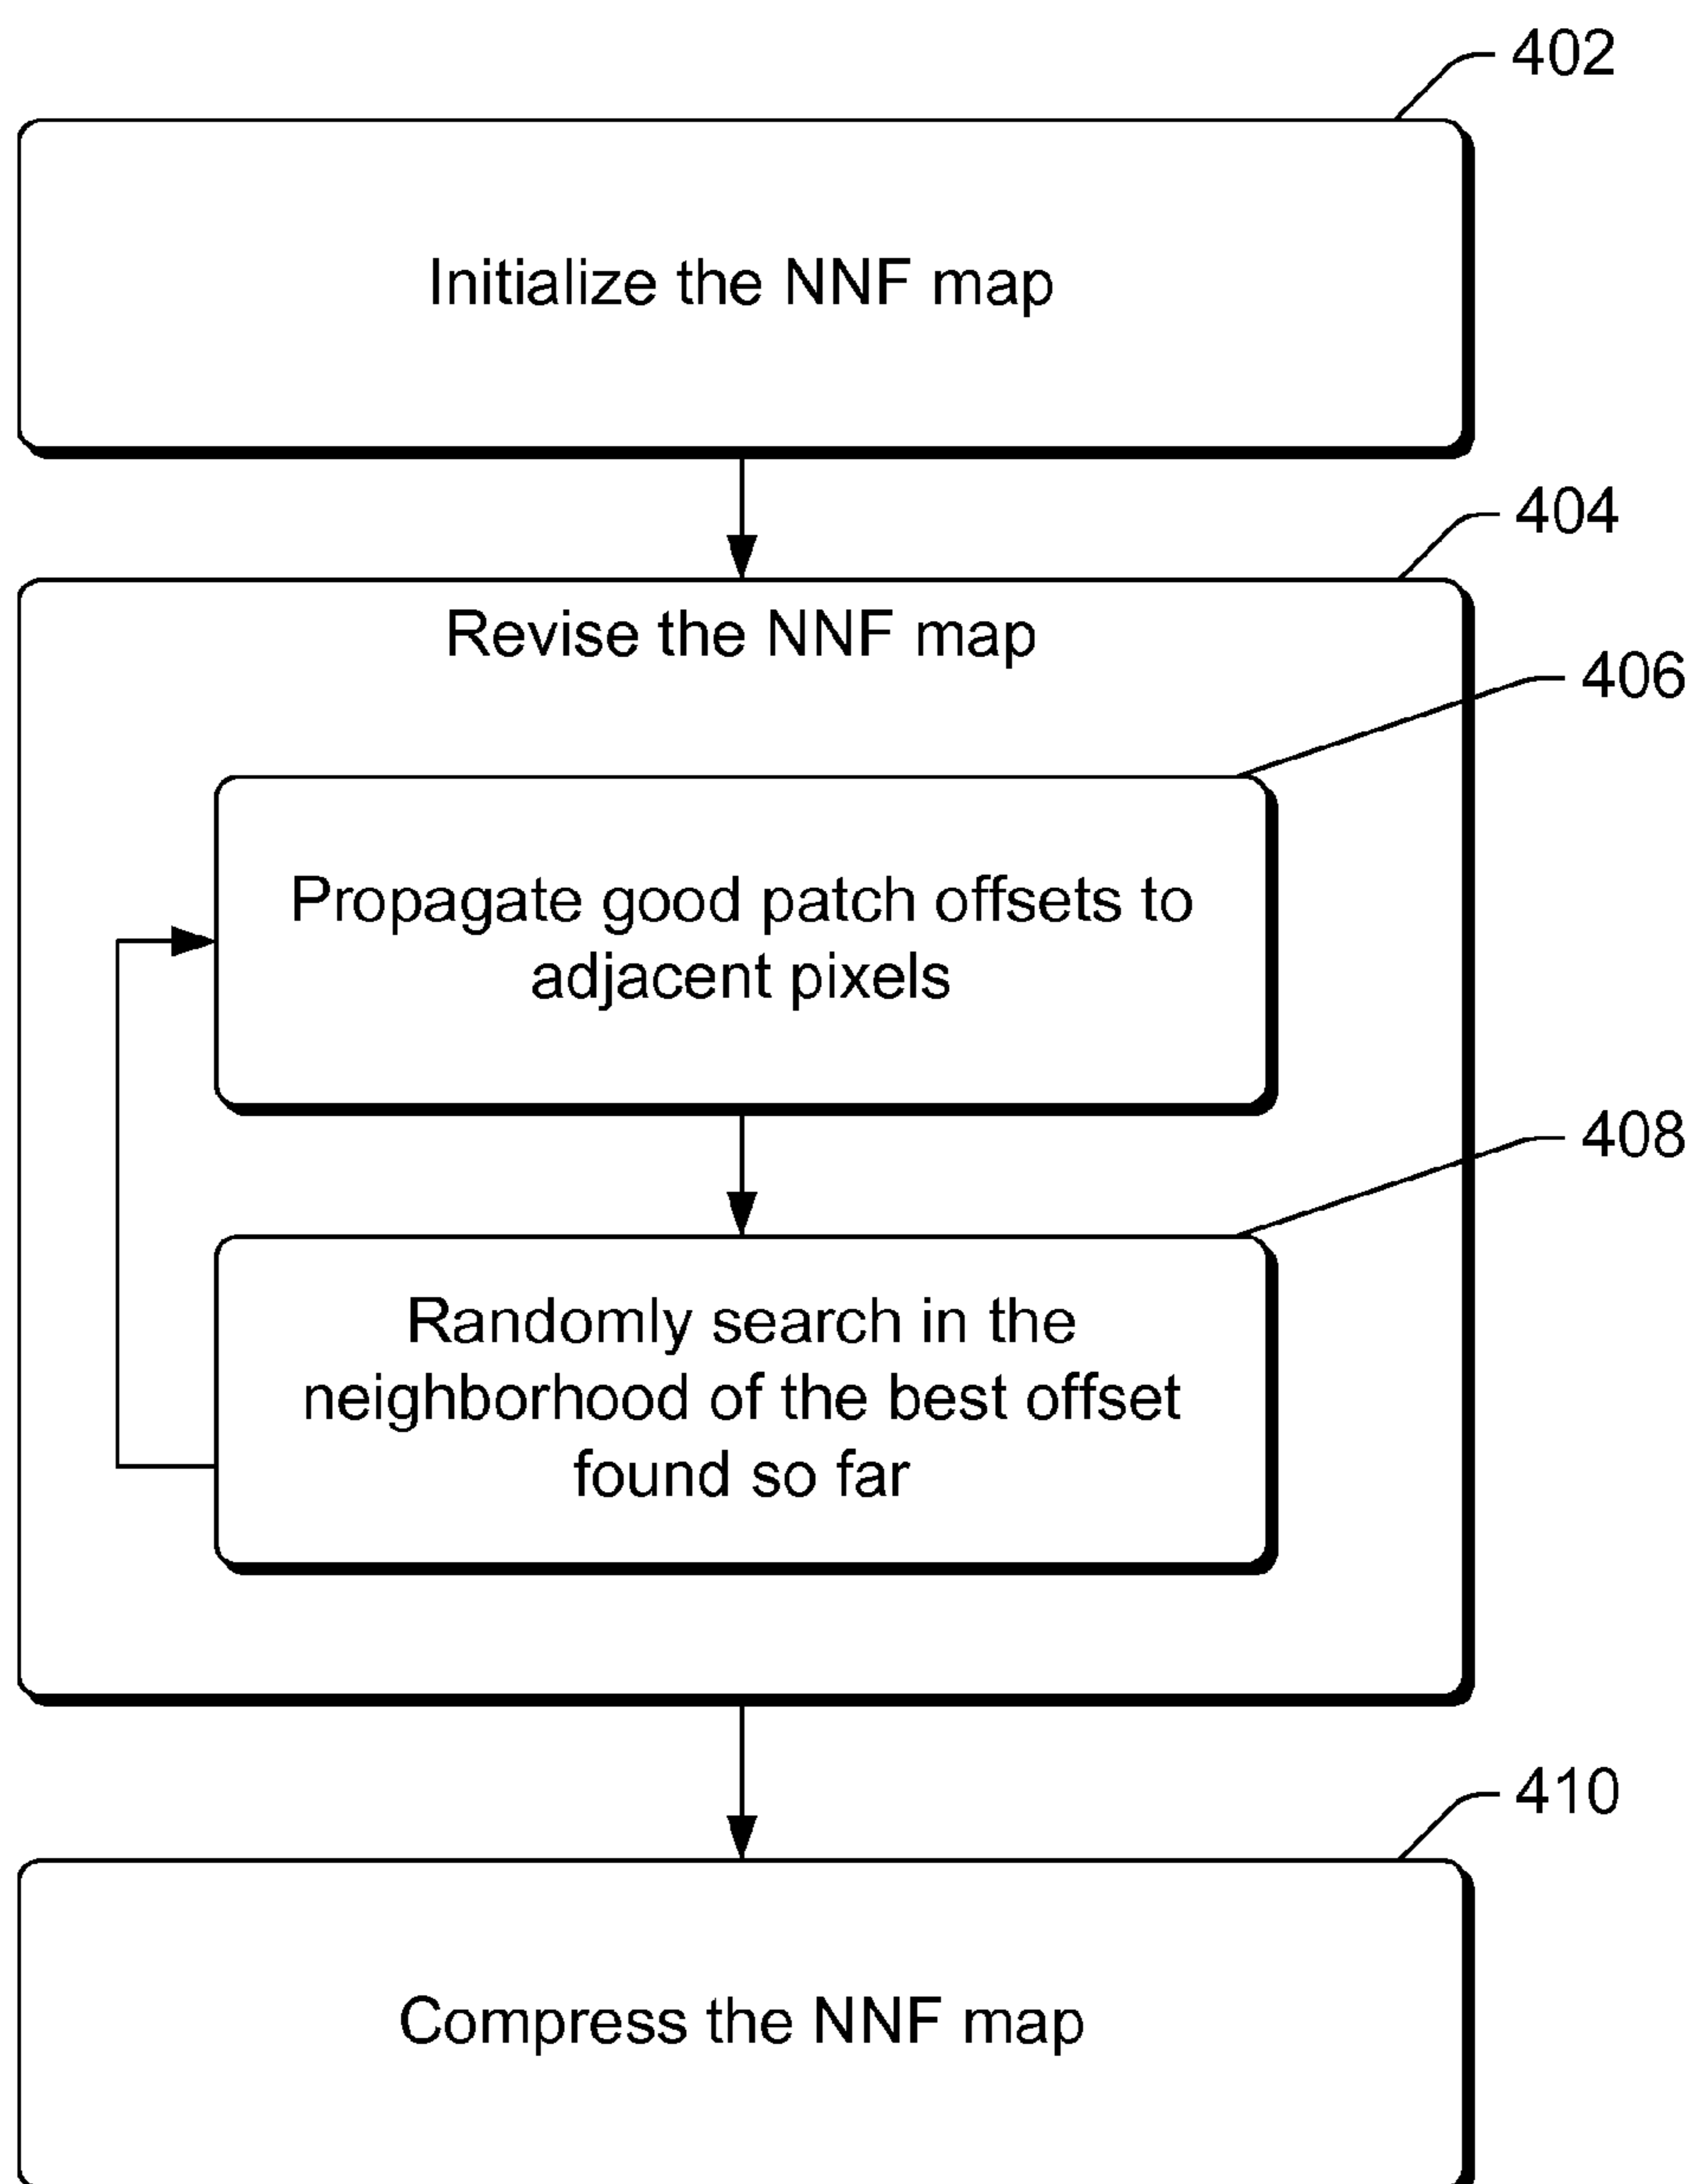 402
Initialize the NNF map
404
Revise the NNF map
406
Propagate good patch offsets to
adjacent pixels
408
Randomly search in the
neighborhood of the best offset
found so far
410
Compress the NNF map